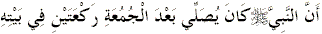 أَنَّ النَّبِيَّ ﷺ كَانَ يُصَلِّي بَعْدَ الْجُمُعَةِ رَكْعَتَيْنِ فِي بَيْتِهِ